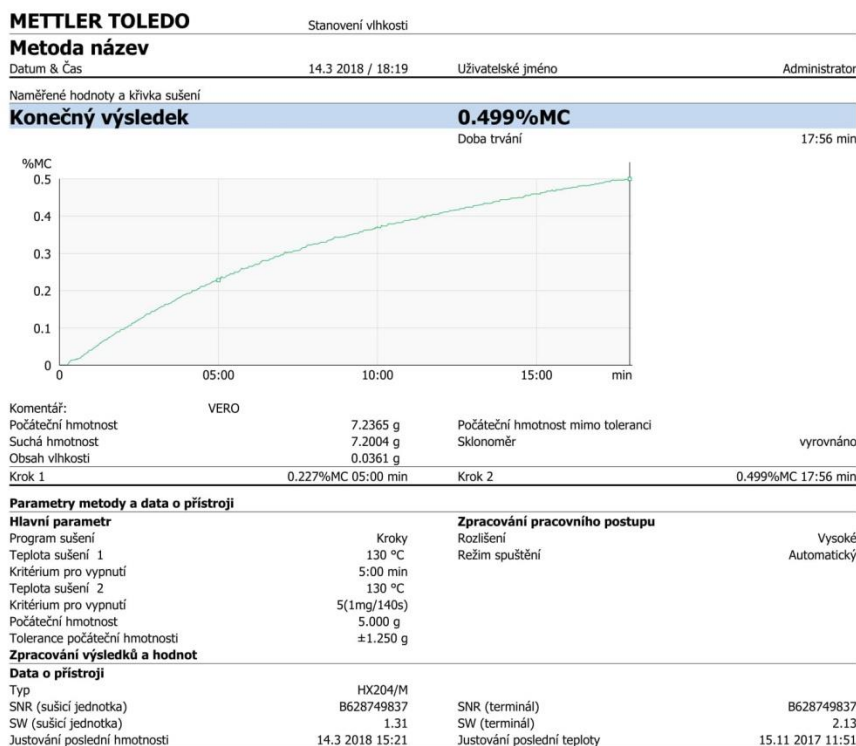 METTLER TOLEDO Stanovení vlhkosti
Metoda název
Datum & Čas 14.3 2018 / 18:19 Uživatelské jméno Administrator
Naměřené hodnoty a křivka sušení
Konečný výsledek 0.499%MC
Doba trvání 17:56 min
%MC
0.5
0.4
0.3
0.2
0.1
0
0 05:00 10:00 15:00 min
Komentář: VERO
Počáteční hmotnost 7.2365 g Počáteční hmotnost mimo toleranci
Suchá hmotnost 7.2004 g Sklonoměr vyrovnáno
Obsah vlhkosti 0.0361 g
Krok 1 0.227%MC 05:00 min Krok 2 0.499%MC 17:56 min
Parametry metody a data o přístroji
Hlavní parametr Zpracování pracovního postupu
Program sušení Kroky Rozlišení Vysoké
Teplota sušení 1 130 °C Režim spuštění Automatický
Kritérium pro vypnutí 5:00 min
Teplota sušení 2 130 °C
Kritérium pro vypnutí 5(1mg/140s)
Počáteční hmotnost 5.000 g
Tolerance počáteční hmotnosti ±1.250 g
Zpracování výsledků a hodnot
Data o přístroji
Typ HX204/M
SNR (sušicí jednotka) B628749837 SNR (terminál) B628749837
SW (sušicí jednotka) 1.31 SW (terminál) 2.13
Justování poslední hmotnosti 14.3 2018 15:21 Justování poslední teploty 15.11 2017 11:51